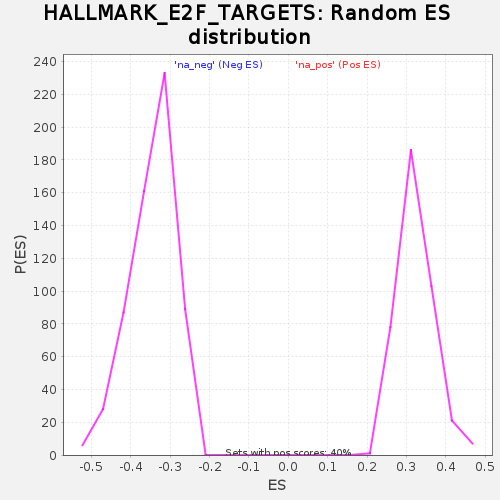 HALLMARK_E2F_TARGETS: Random ES
distribution
'na_neg' (Neg ES)
'na_pos' (Pos ES)
240
220
200
180
160
140
120
100
80
60
40
20
0
P(ES)
Sets with pos scores: 40%
-0.5 -0.4 -0.3 -0.2 -0.1 0.0 0.1 0.2 0.3 0.4 0.5
ES